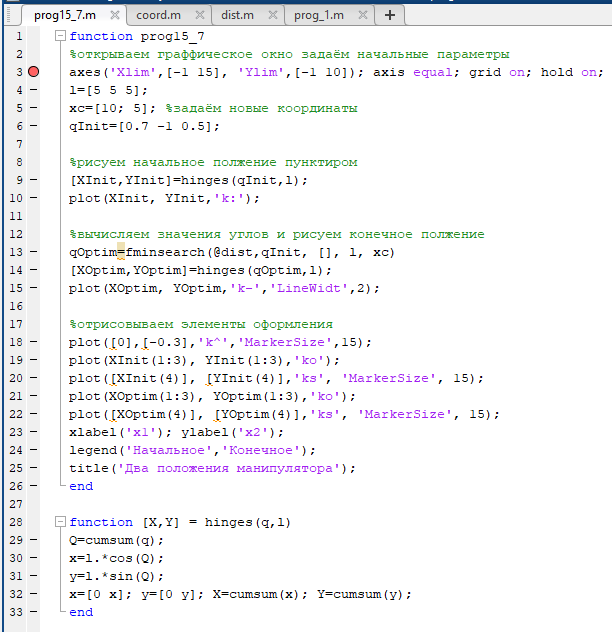 prog15_7.m × coord.m × dist.m × prog_1.m × +
1 function prog15_7
2 %открываем граффическое окно задаём начальные параметры
3 axes('Xlim',[-1 15], 'Ylim',[-1 10]); axis equal; grid on; hold on;
4 l=[5 5 5];
5 xc=[10; 5]; %задаём новые координаты
6 qInit=[0.7 -1 0.5];
7
8 %рисуем начальное полжение пунктиром
9 [XInit,YInit]=hinges(qInit,l);
10 plot(XInit, YInit,'k:');
11
12 %вычисляем значения углов и рисуем конечное полжение
13 qOptim=fminsearch(@dist,qInit, [], l, xc)
14 [XOptim,YOptim]=hinges(qOptim,l);
15 plot(XOptim, YOptim,'k-','LineWidt',2);
16
17 %отрисовываем элементы оформления
18 plot([0],[-0.3],'k^','MarkerSize',15);
19 plot(XInit(1:3), YInit(1:3),'ko');
20 plot([XInit(4)], [YInit(4)],'ks', 'MarkerSize', 15);
21 plot(XOptim(1:3), YOptim(1:3),'ko');
22 plot([XOptim(4)], [YOptim(4)],'ks', 'MarkerSize', 15);
23 xlabel('x1'); ylabel('x2');
24 legend('Начальное','Конечное');
25 title('Два положения манипулятора');
26 end
27
28 function [X,Y] = hinges(q,l)
29 Q=cumsum(q);
30 x=l.*cos(Q);
31 y=l.*sin(Q);
32 x=[0 x]; y=[0 y]; X=cumsum(x); Y=cumsum(y);
33 end